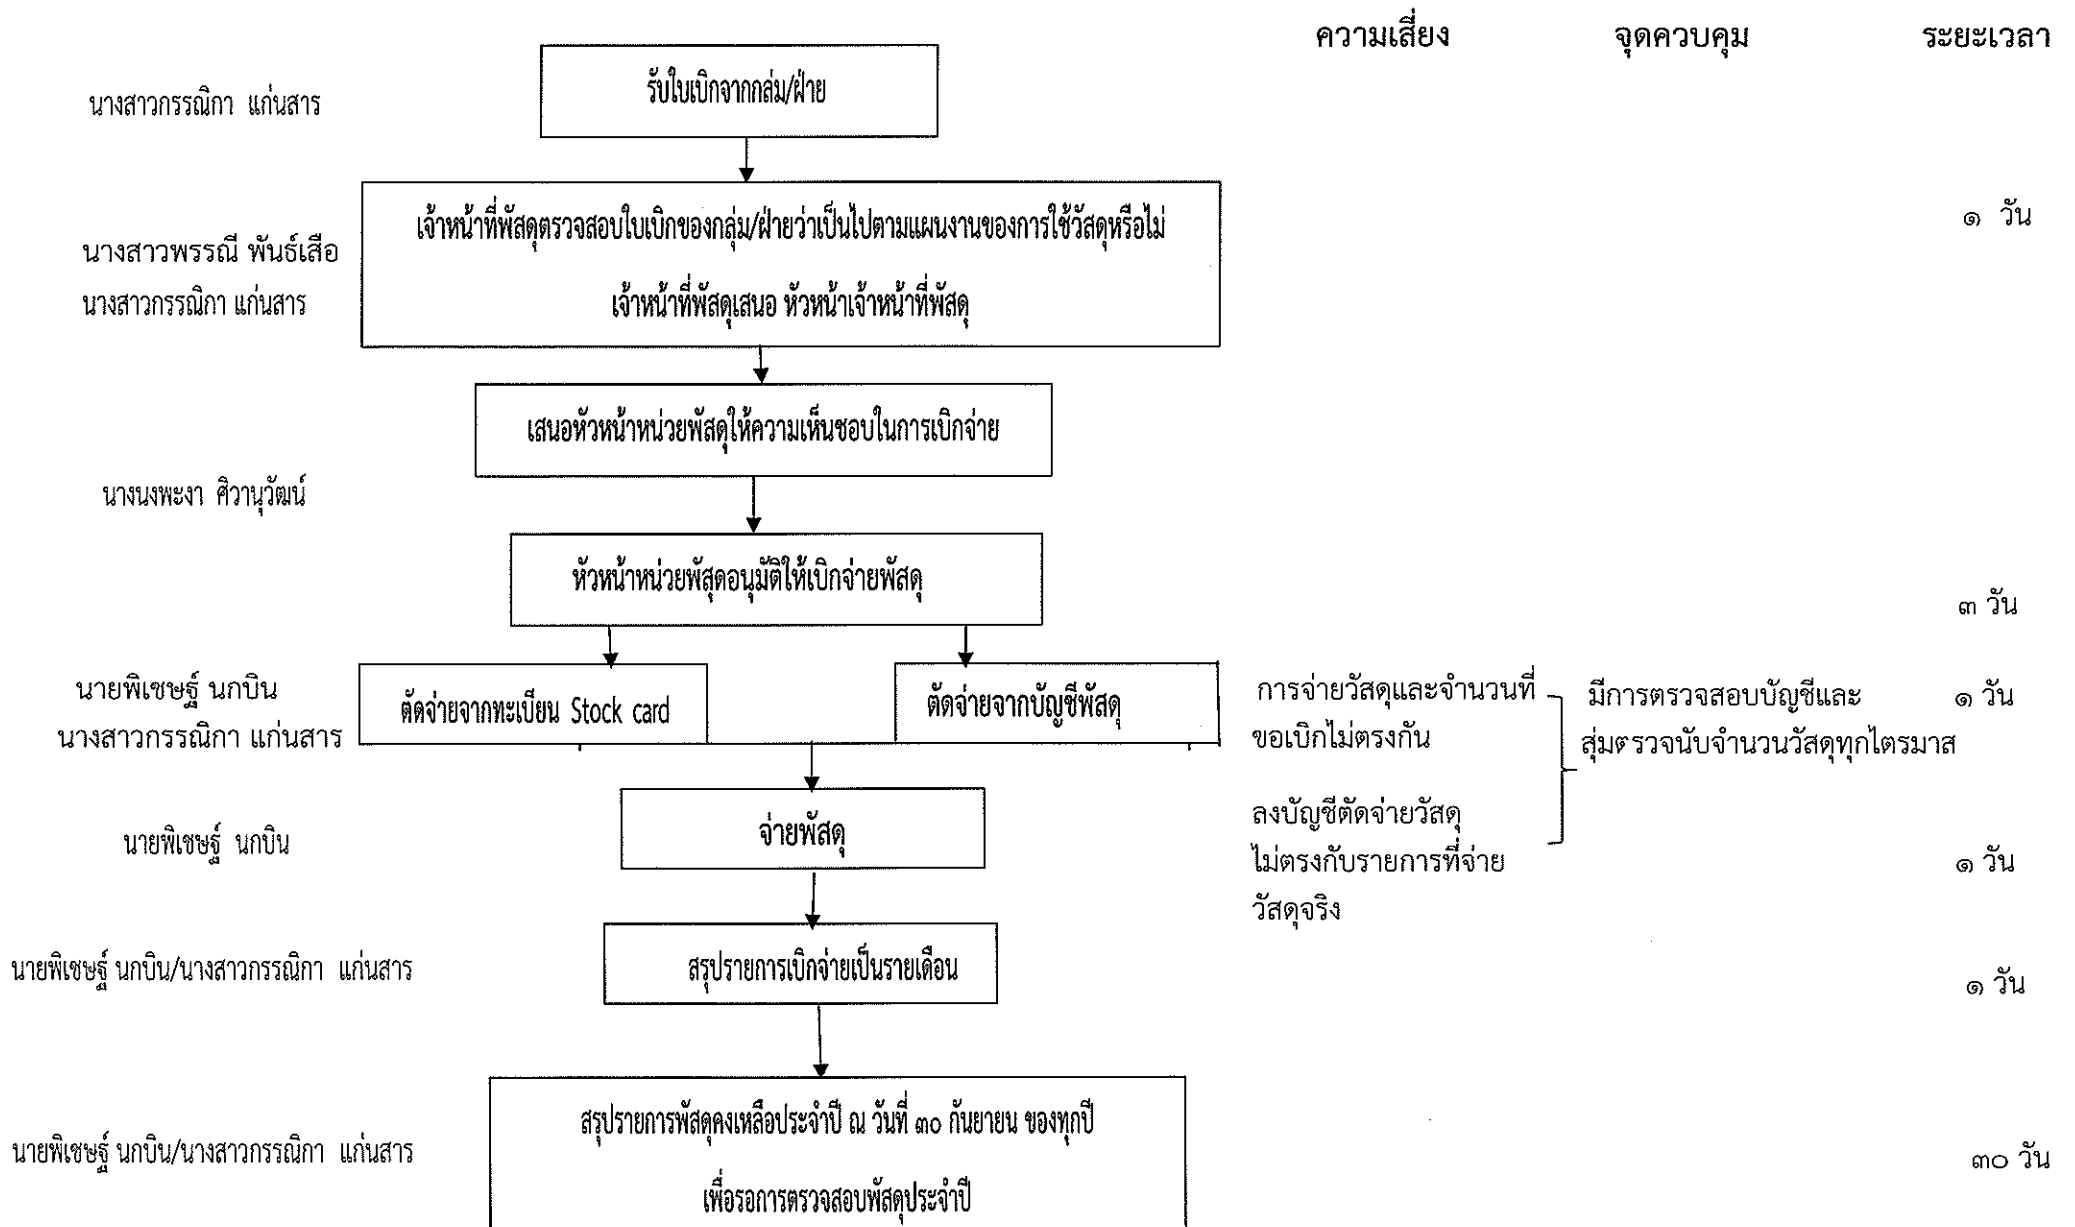 ความเสี่ยง จุดควบคุม ระยะเวลา
นางสาวกรรณิกา แก่นสาร
รับใบเบิกจากกลุ่ม/ฝ่าย
เจ้าหน้าที่พัสดุตรวจสอบใบเบิกของกลุ่ม/ฝ่ายว่าเป็นไปตามแผนงานของการใช้วัสดุหรือไม่
เจ้าหน้าที่พัสดุเสนอ หัวหน้าเจ้าหน้าที่พัสดุ
นางสาวพรรณี พันธ์เสือ
นางสาวกรรณิกา แก่นสาร
๑ วัน
เสนอหัวหน้าหน่วยพัสดุให้ความเห็นชอบในการเบิกจ่าย
นางนงพะงา ศิวานุวัฒน์
หัวหน้าหน่วยพัสุดอนุมัติให้เบิกจ่ายพัสดุ
๓ วัน
นายพิเชษฐ์ นกบิน
นางสาวกรรณิกา แก่นสาร
ตัดจ่ายจากทะเบียน Stock card
ตัดจ่ายจากบัญชีพัสดุ
การจ่ายวัสดุและจำนวนที่
ขอเบิกไม่ตรงกัน
มีการตรวจสอบบัญชีและ
สุ่มตรวจนับจำนวนวัสดุทุกไตรมาส
๑ วัน
นายพิเชษฐ์ นกบิน
จ่ายพัสดุ
ลงบัญชีตัดจ่ายวัสดุ
ไม่ตรงกับรายการที่จ่าย
วัสดุจริง
๑ วัน
นายพิเชษฐ์ นกบิน/นางสาวกรรณิกา แก่นสาร
สรุปรายการเบิกจ่ายเป็นรายเดือน
๑ วัน
นายพิเชษฐ์ นกบิน/นางสาวกรรณิกา แก่นสาร
สรุปรายการพัสดุคงเหลือประจำปี ณ วันที่ ๓๐ กันยายน ของทุกปี
เพื่อรอการตรวจสอบพัสดุประจำปี
๓๐ วัน